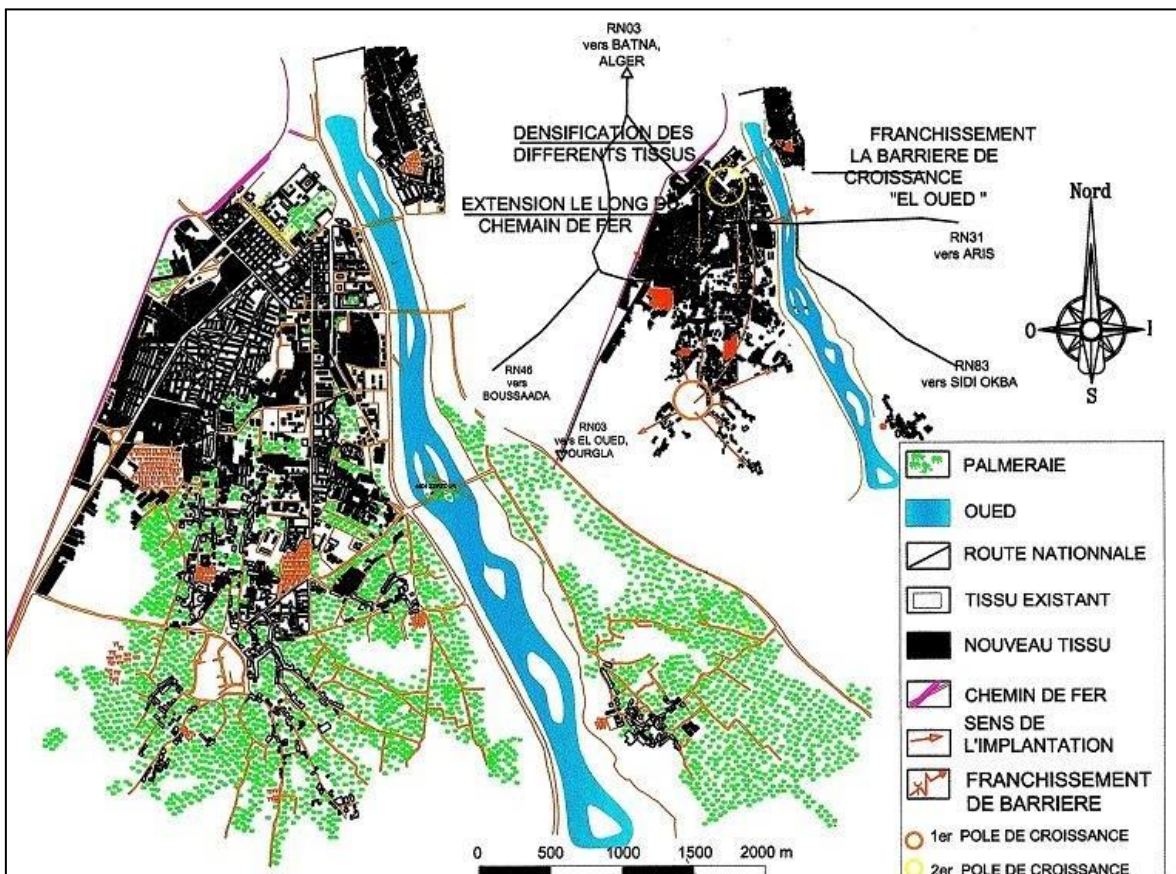 RN03
vers BATNA,
ALGER
DENSIFICATION DES
DIFFERENTS TISSUS
FRANCHISSEMENT
LA BARRIERE DE
CROISSANCE
"EL OUED "
EXTENSION LE LONG D
CHEMAIN DE FER
RN31
vers ARIS
Nord
O
S
RN83
vers SIDI OKBA
RN46
vers
BOUSSAADA
RN03
vers EL OUED,
OURGLA
PALMERAIE
OUED
ROUTE NATIONNALE
TISSU EXISTANT
NOUVEAU TISSU
CHEMIN DE FER
SENS DE
L'IMPLANTATION
FRANCHISSEMENT
DE BARRIERE
1er POLE DE CROISSANCE
2er POLE DE CROISSANCE
0 500 1000 1500 2000 m